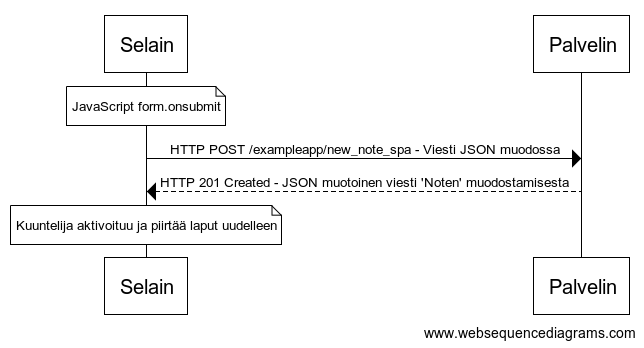 Selain
Palvelin
JavaScript form.onsubmit
HTTP POST /exampleapp/new_note_spa - Viesti JSON muodossa
HTTP 201 Created - JSON muotoinen viesti 'Noten' muodostamisesta
Kuuntelija aktivoituu ja piirtää laput uudelleen
Selain
Palvelin
www.websequencediagrams.com